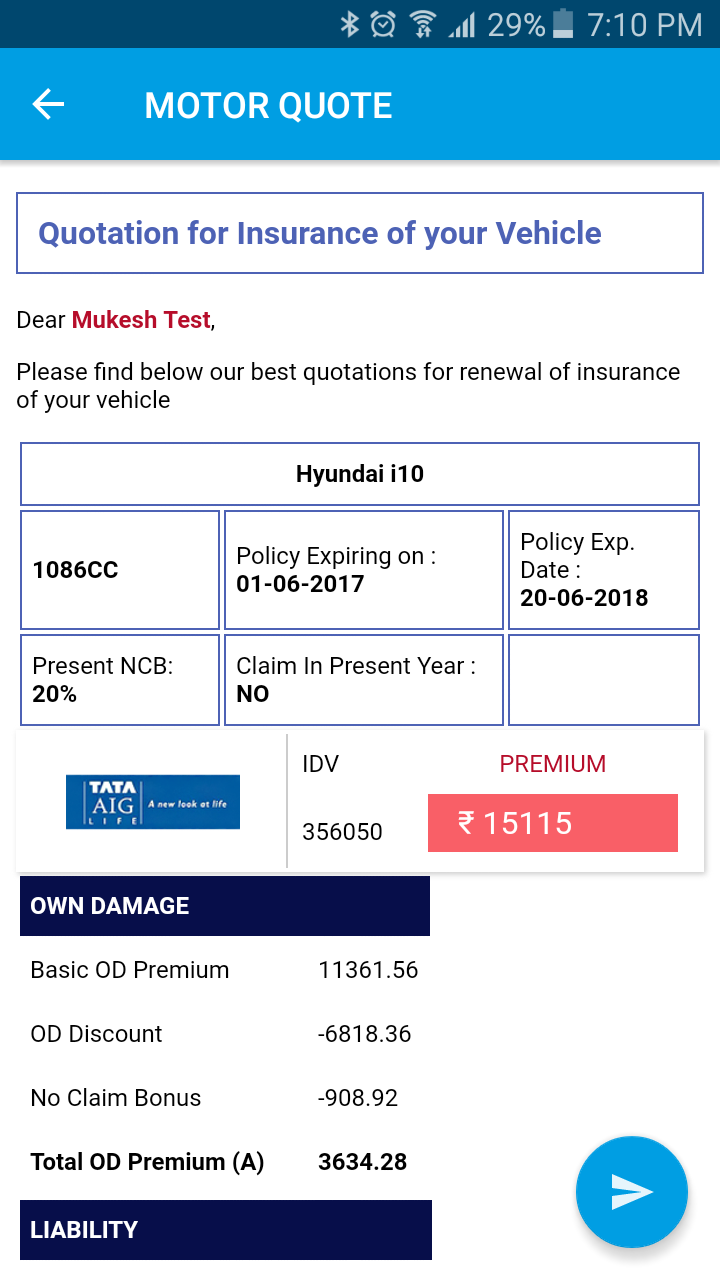 29% 7:10 PM
MOTOR QUOTE
Quotation for Insurance of your Vehicle
Dear Mukesh Test,
Please find below our best quotations for renewal of insurance
of your vehicle
Hyundai i10
1086CC
Policy Expiring on :
01-06-2017
Policy Exp.
Date :
20-06-2018
Present NCB:
20%
Claim In Present Year :
NO
TATA
AIG
LIFE
A new look at life
IDV
PREMIUM
356050
₹ 15115
OWN DAMAGE
Basic OD Premium 11361.56
OD Discount -6818.36
No Claim Bonus -908.92
Total OD Premium (A) 3634.28
LIABILITY